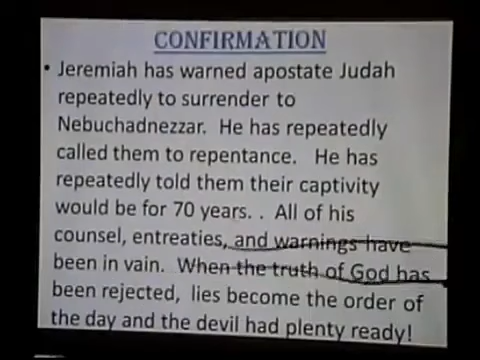 CONFIRMATION
• Jeremiah has warned apostate Judah
repeatedly to surrender to
Nebuchadnezzar.  He has repeatedly
called them to repentance.  He has
repeatedly told them their captivity
would be for 70 years. .  All of his
counsel, entreaties, and warnings have
been in vain.  When the truth of God has
been rejected, lies become the order of
the day and the devil had plenty ready!